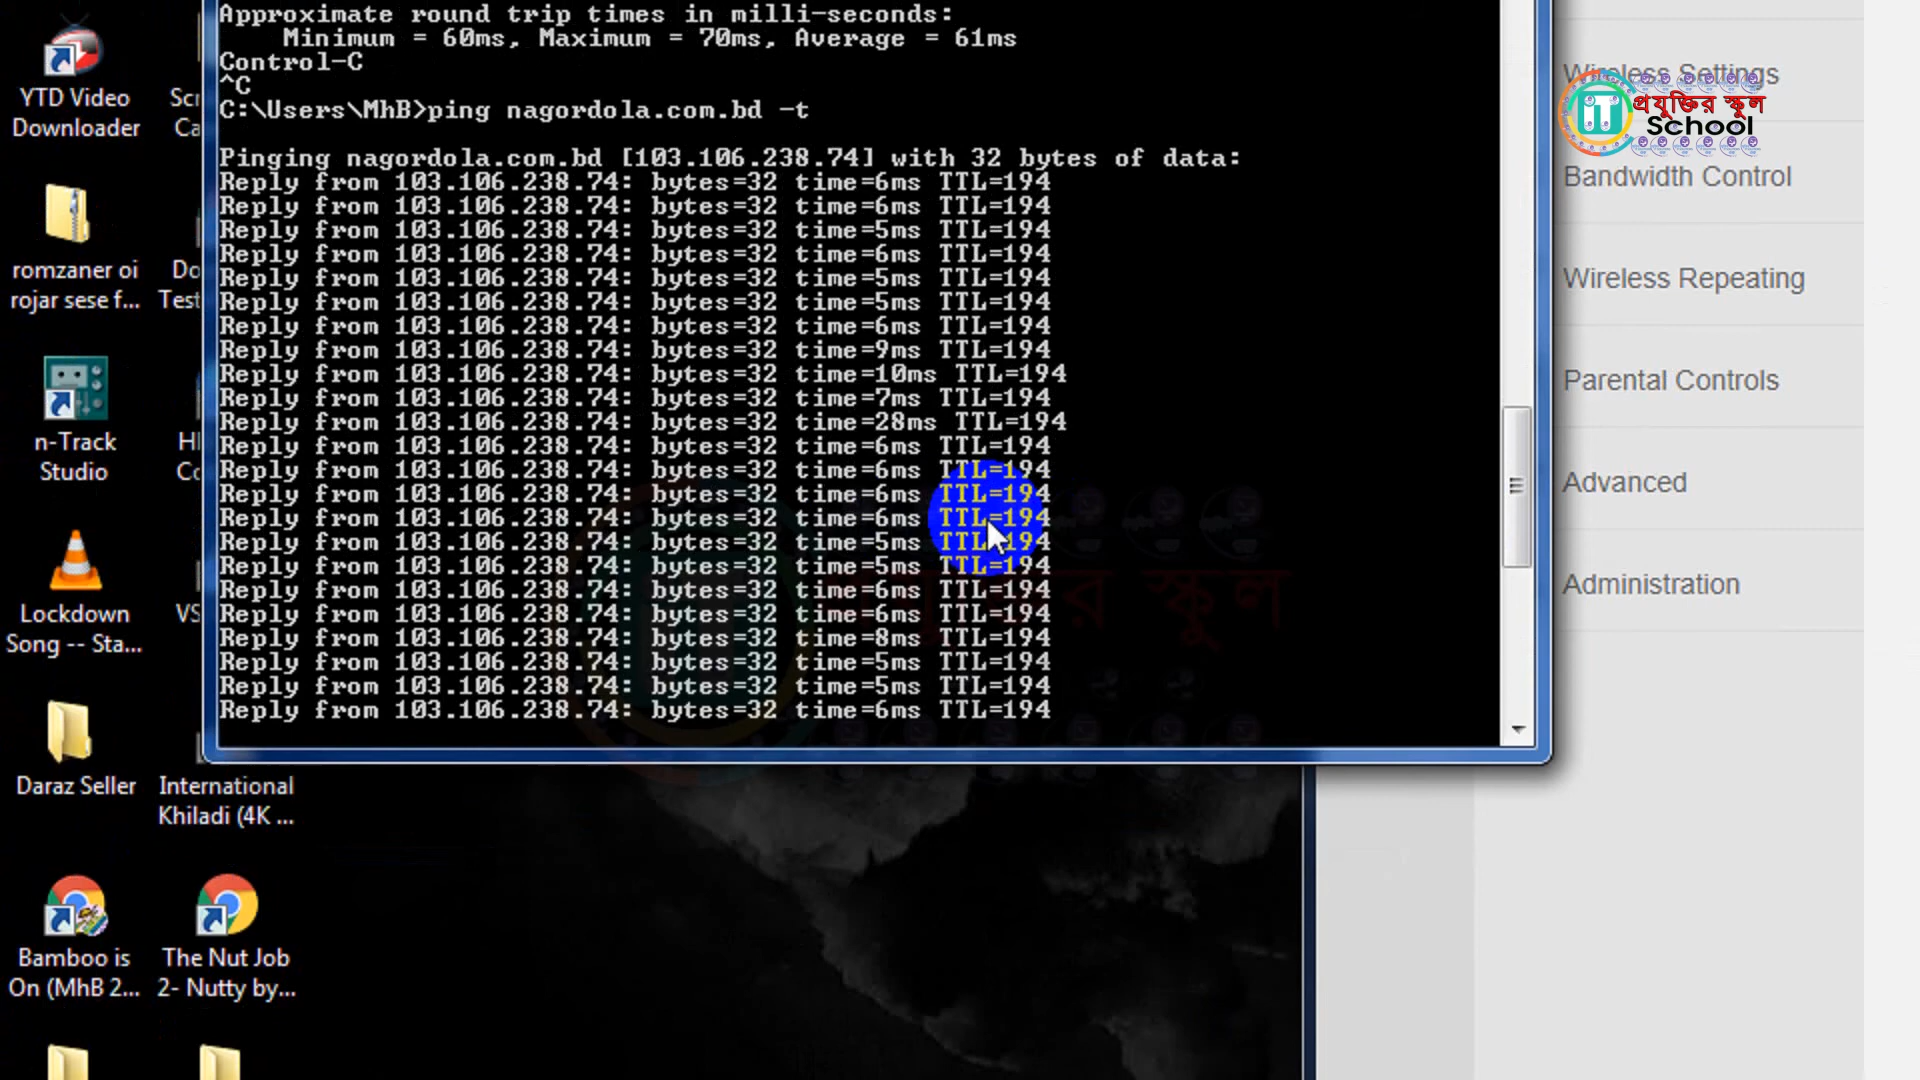 Approximate round trip times in milli-seconds:
Minimum = 60ms, Maximum = 70ms, Average = 61ms
Control-C
^C
C:\Users\MhB>ping nagordola.com.bd -t
Pinging nagordola.com.bd [103.106.238.74] with 32 bytes of data:
Reply from 103.106.238.74: bytes=32 time=6ms TTL=194
Reply from 103.106.238.74: bytes=32 time=6ms TTL=194
Reply from 103.106.238.74: bytes=32 time=5ms TTL=194
Reply from 103.106.238.74: bytes=32 time=6ms TTL=194
Reply from 103.106.238.74: bytes=32 time=5ms TTL=194
Reply from 103.106.238.74: bytes=32 time=5ms TTL=194
Reply from 103.106.238.74: bytes=32 time=6ms TTL=194
Reply from 103.106.238.74: bytes=32 time=9ms TTL=194
Reply from 103.106.238.74: bytes=32 time=10ms TTL=194
Reply from 103.106.238.74: bytes=32 time=7ms TTL=194
Reply from 103.106.238.74: bytes=32 time=28ms TTL=194
Reply from 103.106.238.74: bytes=32 time=6ms TTL=194
Reply from 103.106.238.74: bytes=32 time=6ms TTL=194
Reply from 103.106.238.74: bytes=32 time=6ms TTL=194
Reply from 103.106.238.74: bytes=32 time=6ms TTL=194
Reply from 103.106.238.74: bytes=32 time=5ms TTL=194
Reply from 103.106.238.74: bytes=32 time=5ms TTL=194
Reply from 103.106.238.74: bytes=32 time=6ms TTL=194
Reply from 103.106.238.74: bytes=32 time=6ms TTL=194
Reply from 103.106.238.74: bytes=32 time=8ms TTL=194
Reply from 103.106.238.74: bytes=32 time=5ms TTL=194
Reply from 103.106.238.74: bytes=32 time=5ms TTL=194
Reply from 103.106.238.74: bytes=32 time=6ms TTL=194
YTD Video
Downloader
romzaner oi
rojar sese f...
n-Track
Studio
Lockdown
Song -- Sta...
Daraz Seller
International
Khiladi (4K ...
Bamboo is
On (MhB 2...
The Nut Job
2- Nutty by...
Wireless Settings
প্রযুক্তির স্কুল
School
Bandwidth Control
Wireless Repeating
Parental Controls
Advanced
Administration